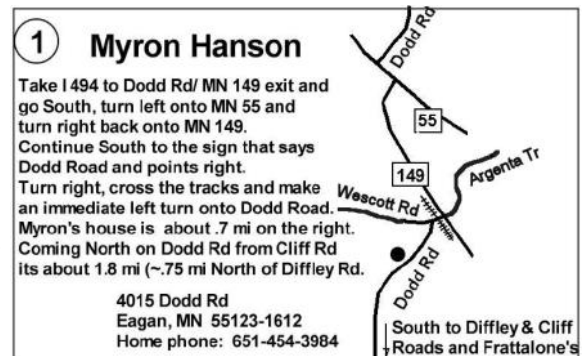 1
Myron Hanson
Take I 494 to Dodd Rd/ MN 149 exit and
go South, turn left onto MN 55 and
turn right back onto MN 149.
Continue South to the sign that says
Dodd Road and points right.
Turn right, cross the tracks and make
an immediate left turn onto Dodd Road.
Myron's house is about .7 mi on the right.
Coming North on Dodd Rd from Cliff Rd
its about 1.8 mi (~.75 mi North of Diffley Rd.
4015 Dodd Rd
Eagan, MN 55123-1612
Home phone: 651-454-3984
Dodd Rd
55
149
Argenta Tr
Wescott Rd
Dodd Rd
South to Diffley & Cliff
Roads and Frattalone's